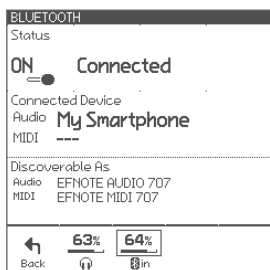 BLUETOOTH
Status
ON Connected
Connected Device
Audio My Smartphone
MIDI ---
Discoverable As
Audio EFNOTE AUDIO 707
MIDI EFNOTE MIDI 707
63% 64%
Back in